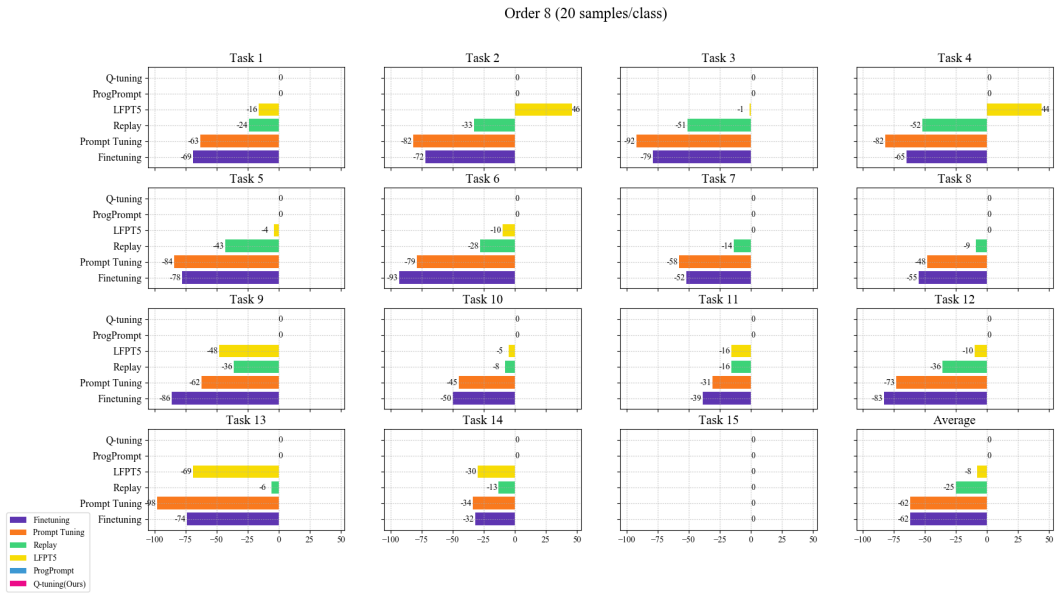 Order 8 (20 samples/class)
Task 1
Task 2
Task 3
Task 4
Q-tuning 0 0 0 0
ProgPrompt 0 0 0 0
LFPT5 -16 46 -1 44
Replay -24 -33 -51 -52
Prompt Tuning -63 -82 -92 -82
Finetuning -69 -72 -79 -65
Task 5
Task 6
Task 7
Task 8
Q-tuning 0 0 0 0
ProgPrompt 0 0 0 0
LFPT5 -4 -10 0 0
Replay -43 -28 -14 -9
Prompt Tuning -84 -79 -58 -48
Finetuning -78 -93 -52 -55
Task 9
Task 10
Task 11
Task 12
Q-tuning 0 0 0 0
ProgPrompt 0 0 0 0
LFPT5 -48 -5 -16 -10
Replay -36 -8 -16 -36
Prompt Tuning -62 -45 -31 -73
Finetuning -86 -50 -39 -83
Task 13
Task 14
Task 15
Average
Q-tuning 0 0 0 0
ProgPrompt 0 0 0 0
LFPT5 -69 -30 0 -8
Replay -6 -13 0 -25
Prompt Tuning -98 -34 0 -62
Finetuning -74 -32 0 -62
−100 −75 −50 −25 0 25 50
−100 −75 −50 −25 0 25 50
−100 −75 −50 −25 0 25 50
−100 −75 −50 −25 0 25 50
Finetuning
Prompt Tuning
Replay
LFPT5
ProgPrompt
Q-tuning(Ours)